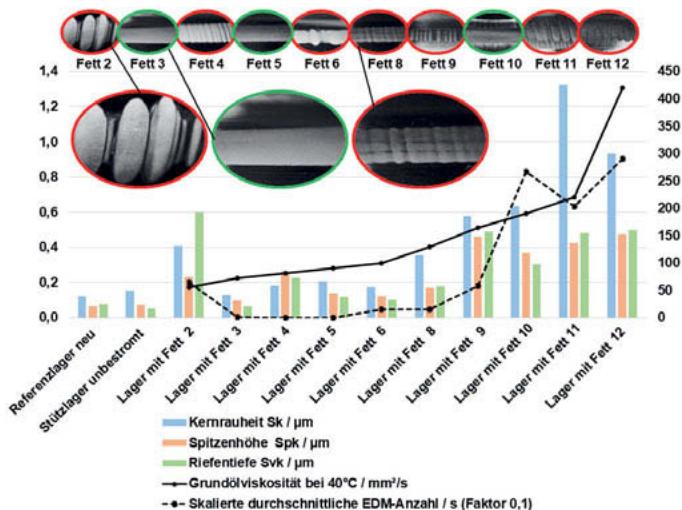 Fett 2 Fett 3 Fett 4 Fett 5 Fett 6 Fett 8 Fett 9 Fett 10 Fett 11 Fett 12
1,4
1,2
1,0
0,8
0,6
0,4
0,2
0,0
450
400
350
300
250
200
150
100
50
0
Referenzlager neu
Stützlager unbestromt
Lager mit Fett 2
Lager mit Fett 3
Lager mit Fett 4
Lager mit Fett 5
Lager mit Fett 6
Lager mit Fett 8
Lager mit Fett 9
Lager mit Fett 10
Lager mit Fett 11
Lager mit Fett 12
Kernrauheit Sk / µm
Spitzenhöhe Spk / µm
Riefentiefe Svk / µm
Grundölviskosität bei 40°C / mm²/s
Skalierte durchschnittliche EDM-Anzahl / s (Faktor 0,1)